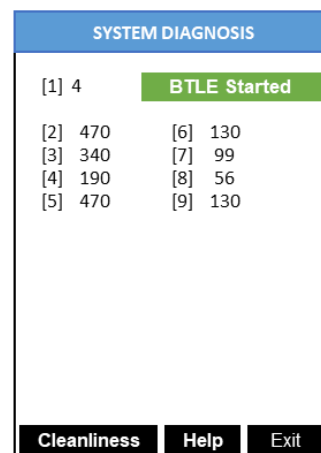 SYSTEM DIAGNOSIS
[1] 4 BTLE Started
[2] 470 [6] 130
[3] 340 [7] 99
[4] 190 [8] 56
[5] 470 [9] 130
Cleanliness Help Exit